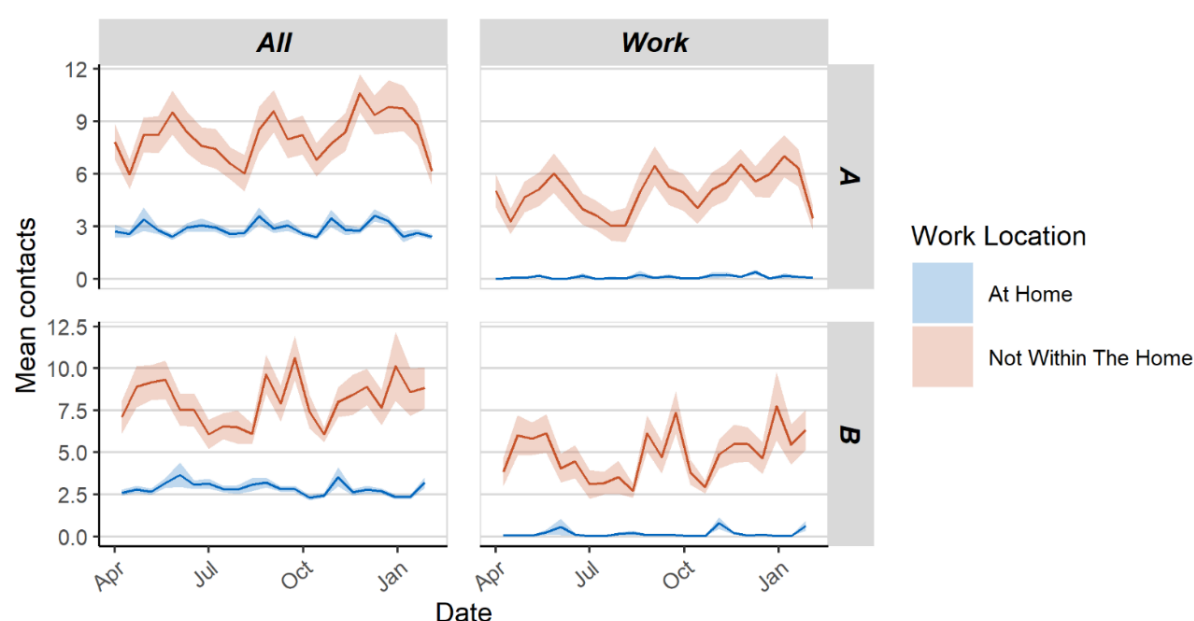 All
Work
Mean contacts
12
9
6
3
0
A
12.5
10.0
7.5
5.0
2.5
0.0
B
Apr
Jul
Oct
Jan
Apr
Jul
Oct
Jan
Date
Work Location
At Home
Not Within The Home